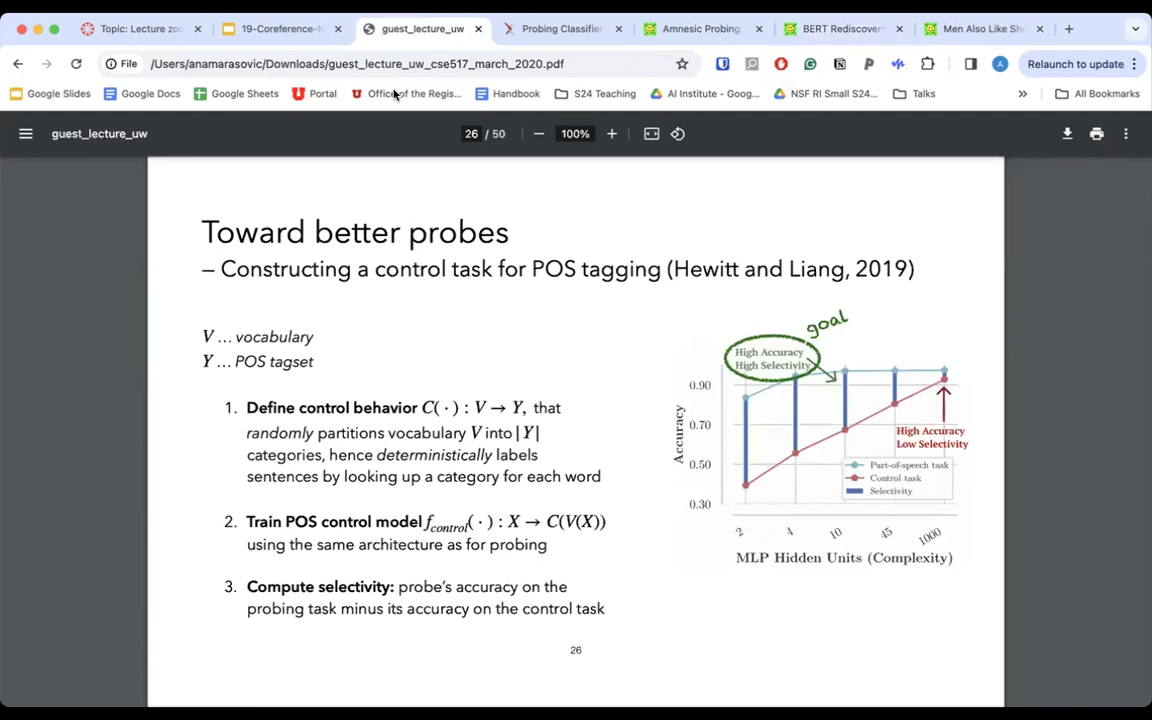 Topic: Lecture zoo
19-Coreference-N
guest_lecture_uw
Probing Classifier
Amnesic Probing
BERT Rediscover
Men Also Like Sho
File
/Users/anamarasovic/Downloads/guest_lecture_uw_cse517_march_2020.pdf
A
Relaunch to update
Google Slides
Google Docs
Google Sheets
Portal
Office of the Regis...
Handbook
S24 Teaching
AI Institute - Goog...
NSF RI Small S24...
Talks
»
All Bookmarks
guest_lecture_uw
26 / 50
100%
Toward better probes
– Constructing a control task for POS tagging (Hewitt and Liang, 2019)
V … vocabulary
Y … POS tagset
1. Define control behavior C( · ) : V → Y, that
randomly partitions vocabulary V into |Y|
categories, hence deterministically labels
sentences by looking up a category for each word
2. Train POS control model f_control( · ) : X → C(V(X))
using the same architecture as for probing
3. Compute selectivity: probe's accuracy on the
probing task minus its accuracy on the control task
goal
High Accuracy
High Selectivity
0.90
0.70
0.50
0.30
Accuracy
High Accuracy
Low Selectivity
Part-of-speech task
Control task
Selectivity
2
4
10
45
1000
MLP Hidden Units (Complexity)
26